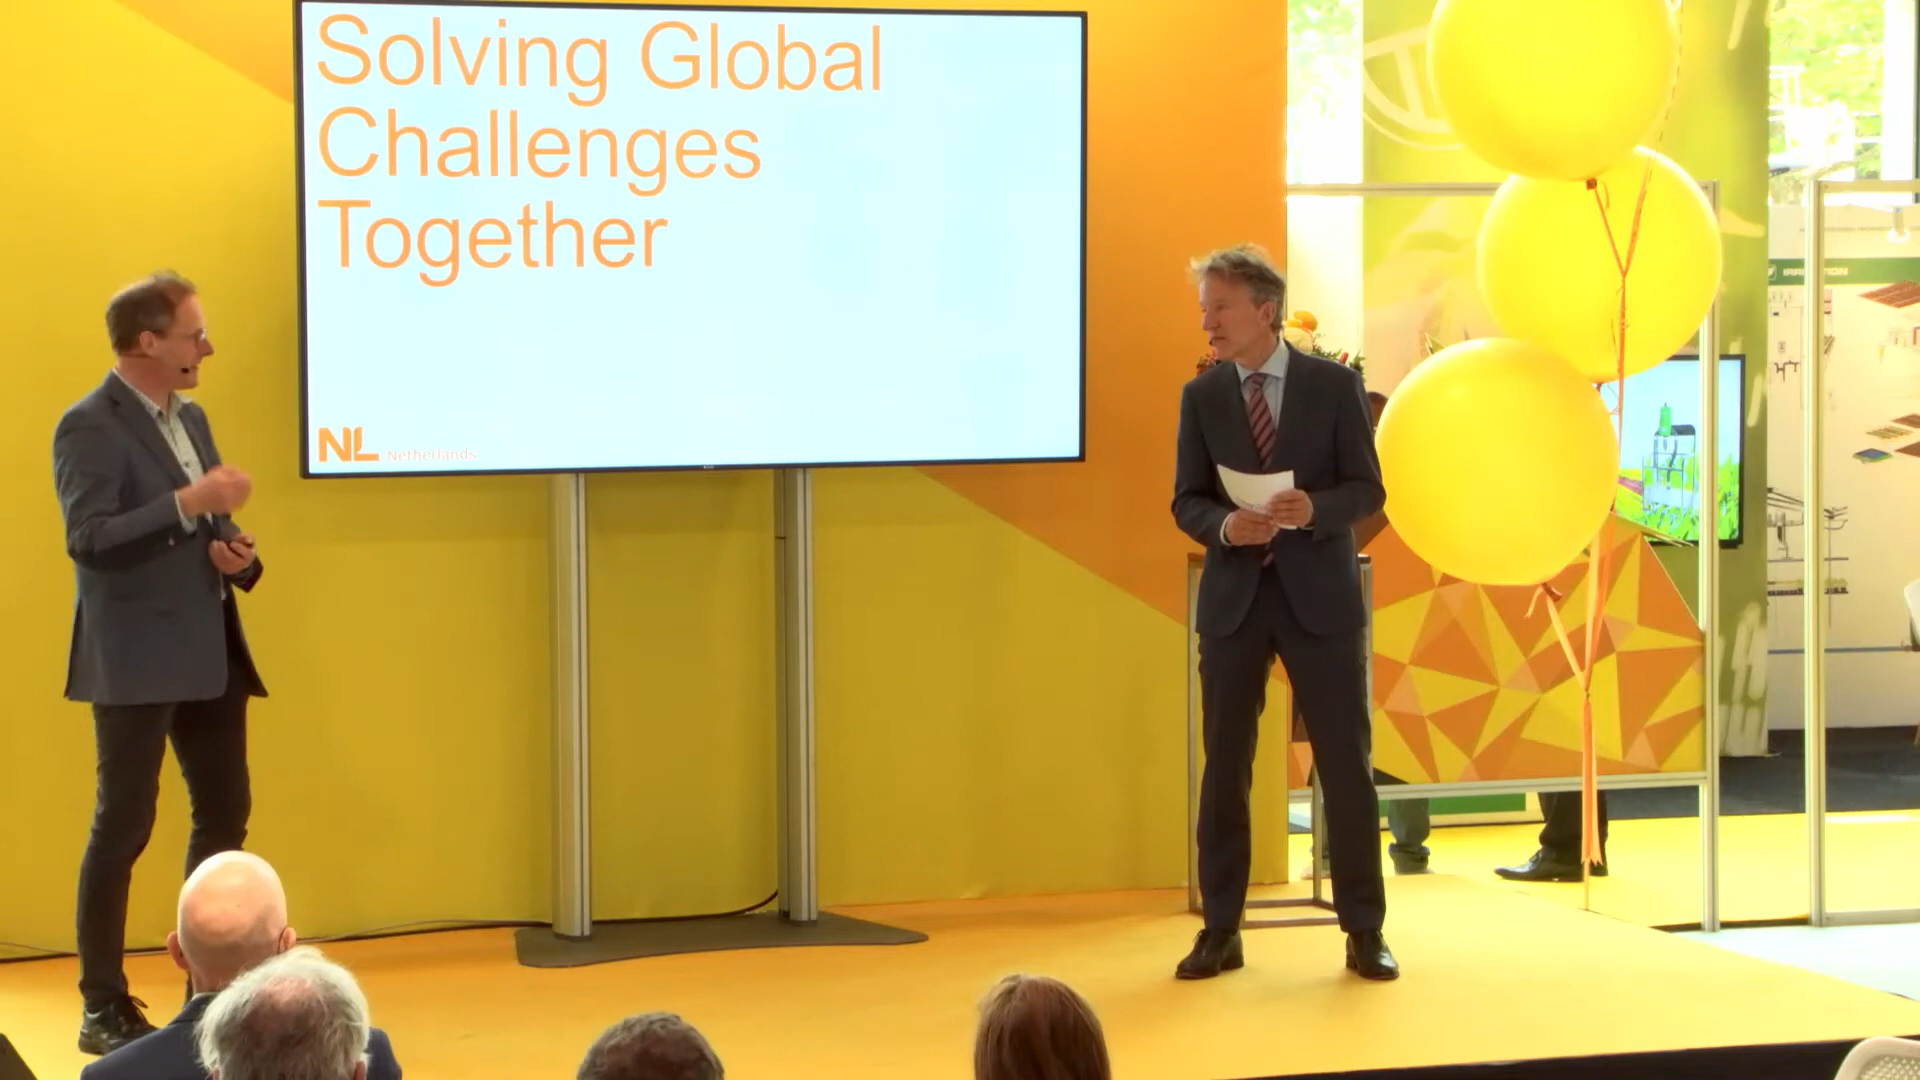 Solving Global
Challenges
Together
NL Netherlands